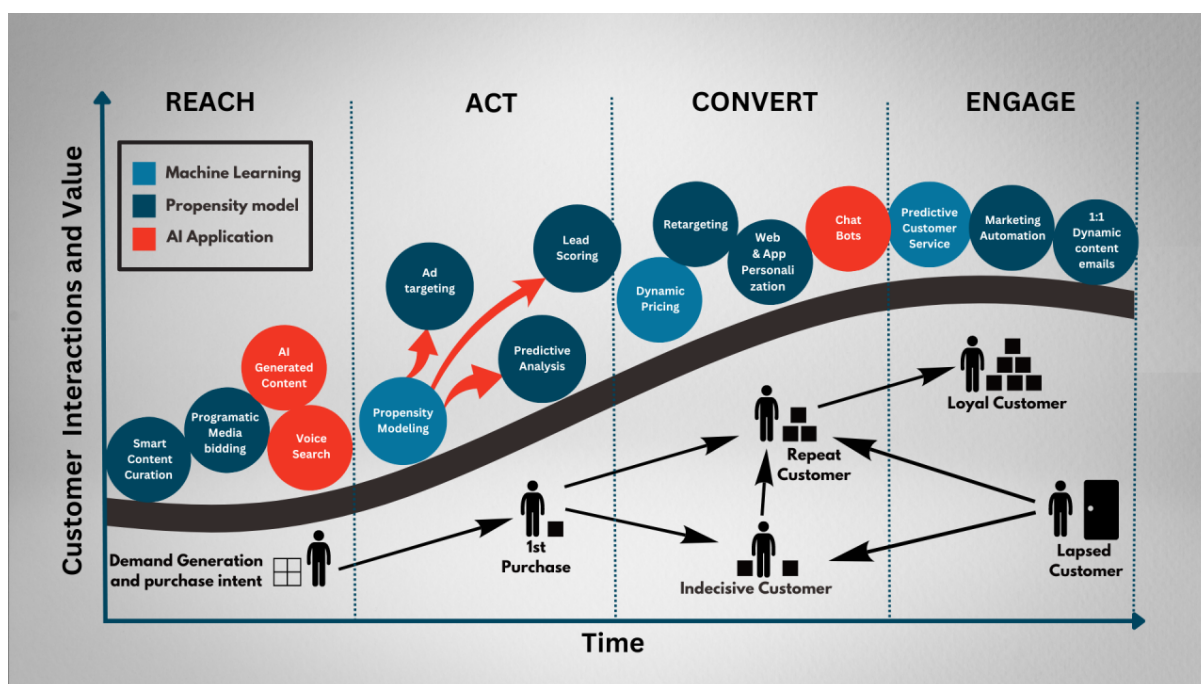 REACH
ACT
CONVERT
ENGAGE
Customer Interactions and Value
Machine Learning
Propensity model
AI Application
Smart
Content
Curation
Programatic
Media
bidding
AI
Generated
Content
Voice
Search
Propensity
Modeling
Ad
targeting
Lead
Scoring
Predictive
Analysis
Dynamic
Pricing
Retargeting
Web
& App
Personali
zation
Chat
Bots
Predictive
Customer
Service
Marketing
Automation
1:1
Dynamic
content
emails
Demand Generation
and purchase intent
1st
Purchase
Repeat
Customer
Indecisive Customer
Loyal Customer
Lapsed
Customer
Time